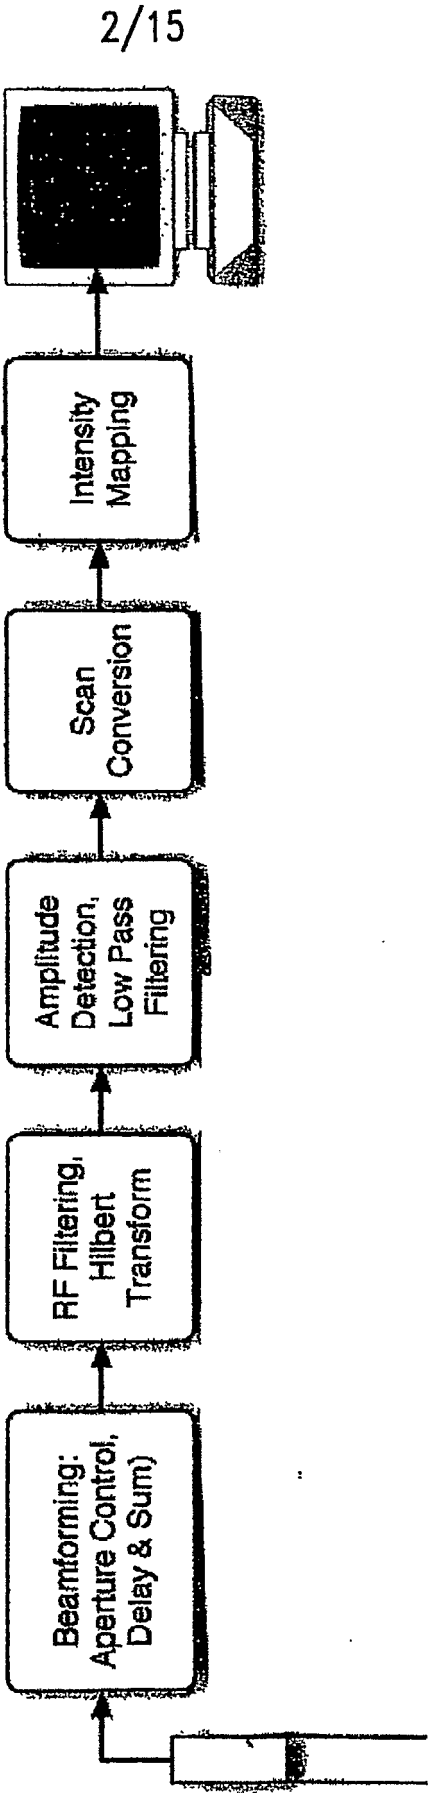 2/15
Beamforming:
Aperture Control,
Delay & Sum)
RF Filtering,
Hilbert
Transform
Amplitude
Detection,
Low Pass
Filtering
Scan
Conversion
Intensity
Mapping